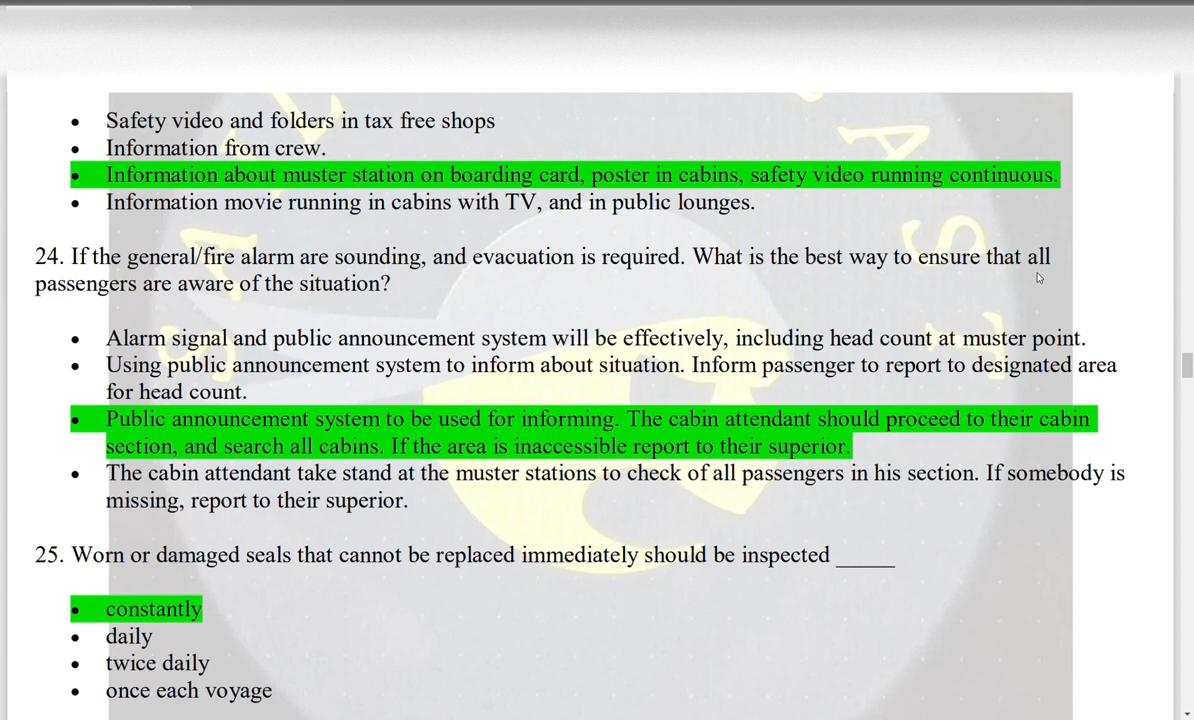 • Safety video and folders in tax free shops
• Information from crew.
• Information about muster station on boarding card, poster in cabins, safety video running continuous.
• Information movie running in cabins with TV, and in public lounges.
24. If the general/fire alarm are sounding, and evacuation is required. What is the best way to ensure that all
passengers are aware of the situation?
• Alarm signal and public announcement system will be effectively, including head count at muster point.
• Using public announcement system to inform about situation. Inform passenger to report to designated area
for head count.
• Public announcement system to be used for informing. The cabin attendant should proceed to their cabin
section, and search all cabins. If the area is inaccessible report to their superior.
• The cabin attendant take stand at the muster stations to check of all passengers in his section. If somebody is
missing, report to their superior.
25. Worn or damaged seals that cannot be replaced immediately should be inspected _____
• constantly
• daily
• twice daily
• once each voyage